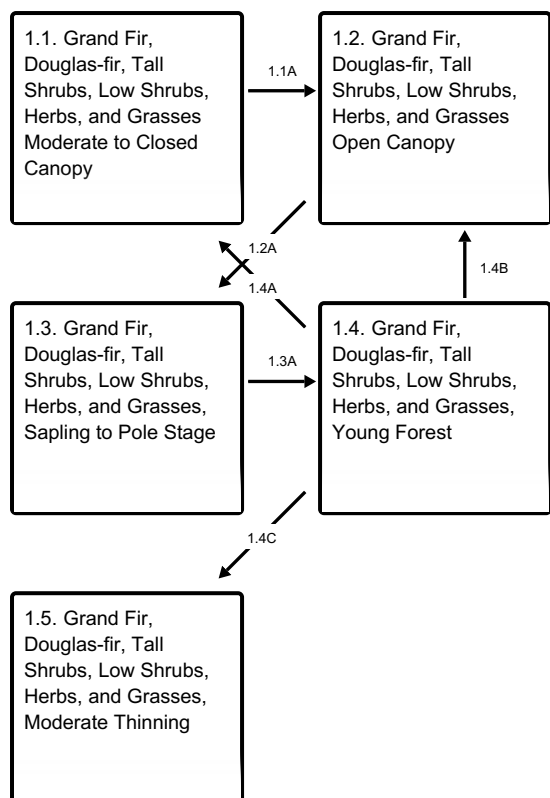 1.1. Grand Fir,
Douglas-fir, Tall
Shrubs, Low Shrubs,
Herbs, and Grasses
Moderate to Closed
Canopy
1.1A
1.2. Grand Fir,
Douglas-fir, Tall
Shrubs, Low Shrubs,
Herbs, and Grasses
Open Canopy
1.2A
1.4A
1.4B
1.3. Grand Fir,
Douglas-fir, Tall
Shrubs, Low Shrubs,
Herbs, and Grasses,
Sapling to Pole Stage
1.3A
1.4. Grand Fir,
Douglas-fir, Tall
Shrubs, Low Shrubs,
Herbs, and Grasses,
Young Forest
1.4C
1.5. Grand Fir,
Douglas-fir, Tall
Shrubs, Low Shrubs,
Herbs, and Grasses,
Moderate Thinning